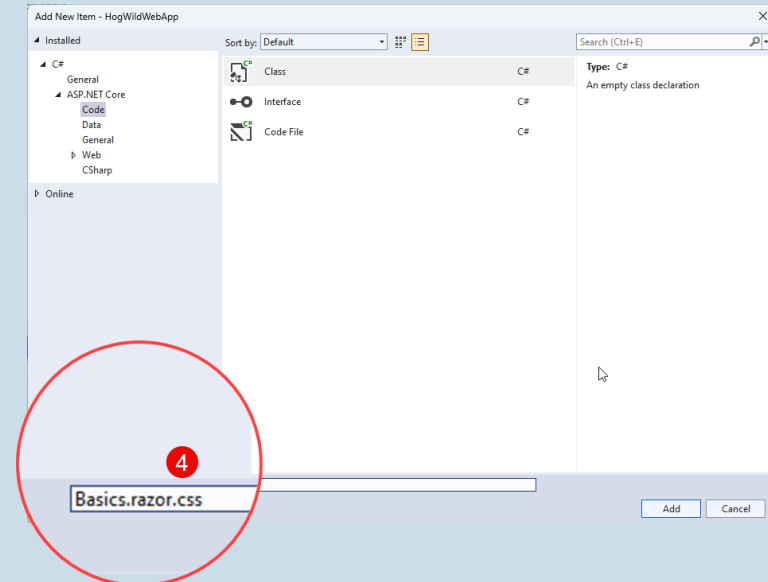 Add New Item - HogWildWebApp
Installed
Sort by: Default
Search (Ctrl+E)
C#
General
ASP.NET Core
Code
Data
General
Web
CSharp
Online
C# Class C#
Interface C#
C# Code File C#
Type: C#
An empty class declaration
4
Basics.razor.css
Add
Cancel